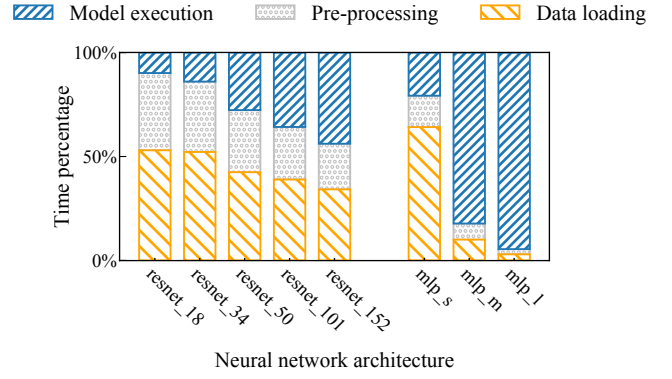 Model execution Pre-processing Data loading
100%
50%
0%
Time percentage
resnet_18
resnet_34
resnet_50
resnet_101
resnet_152
mlp_s
mlp_m
mlp_l
Neural network architecture